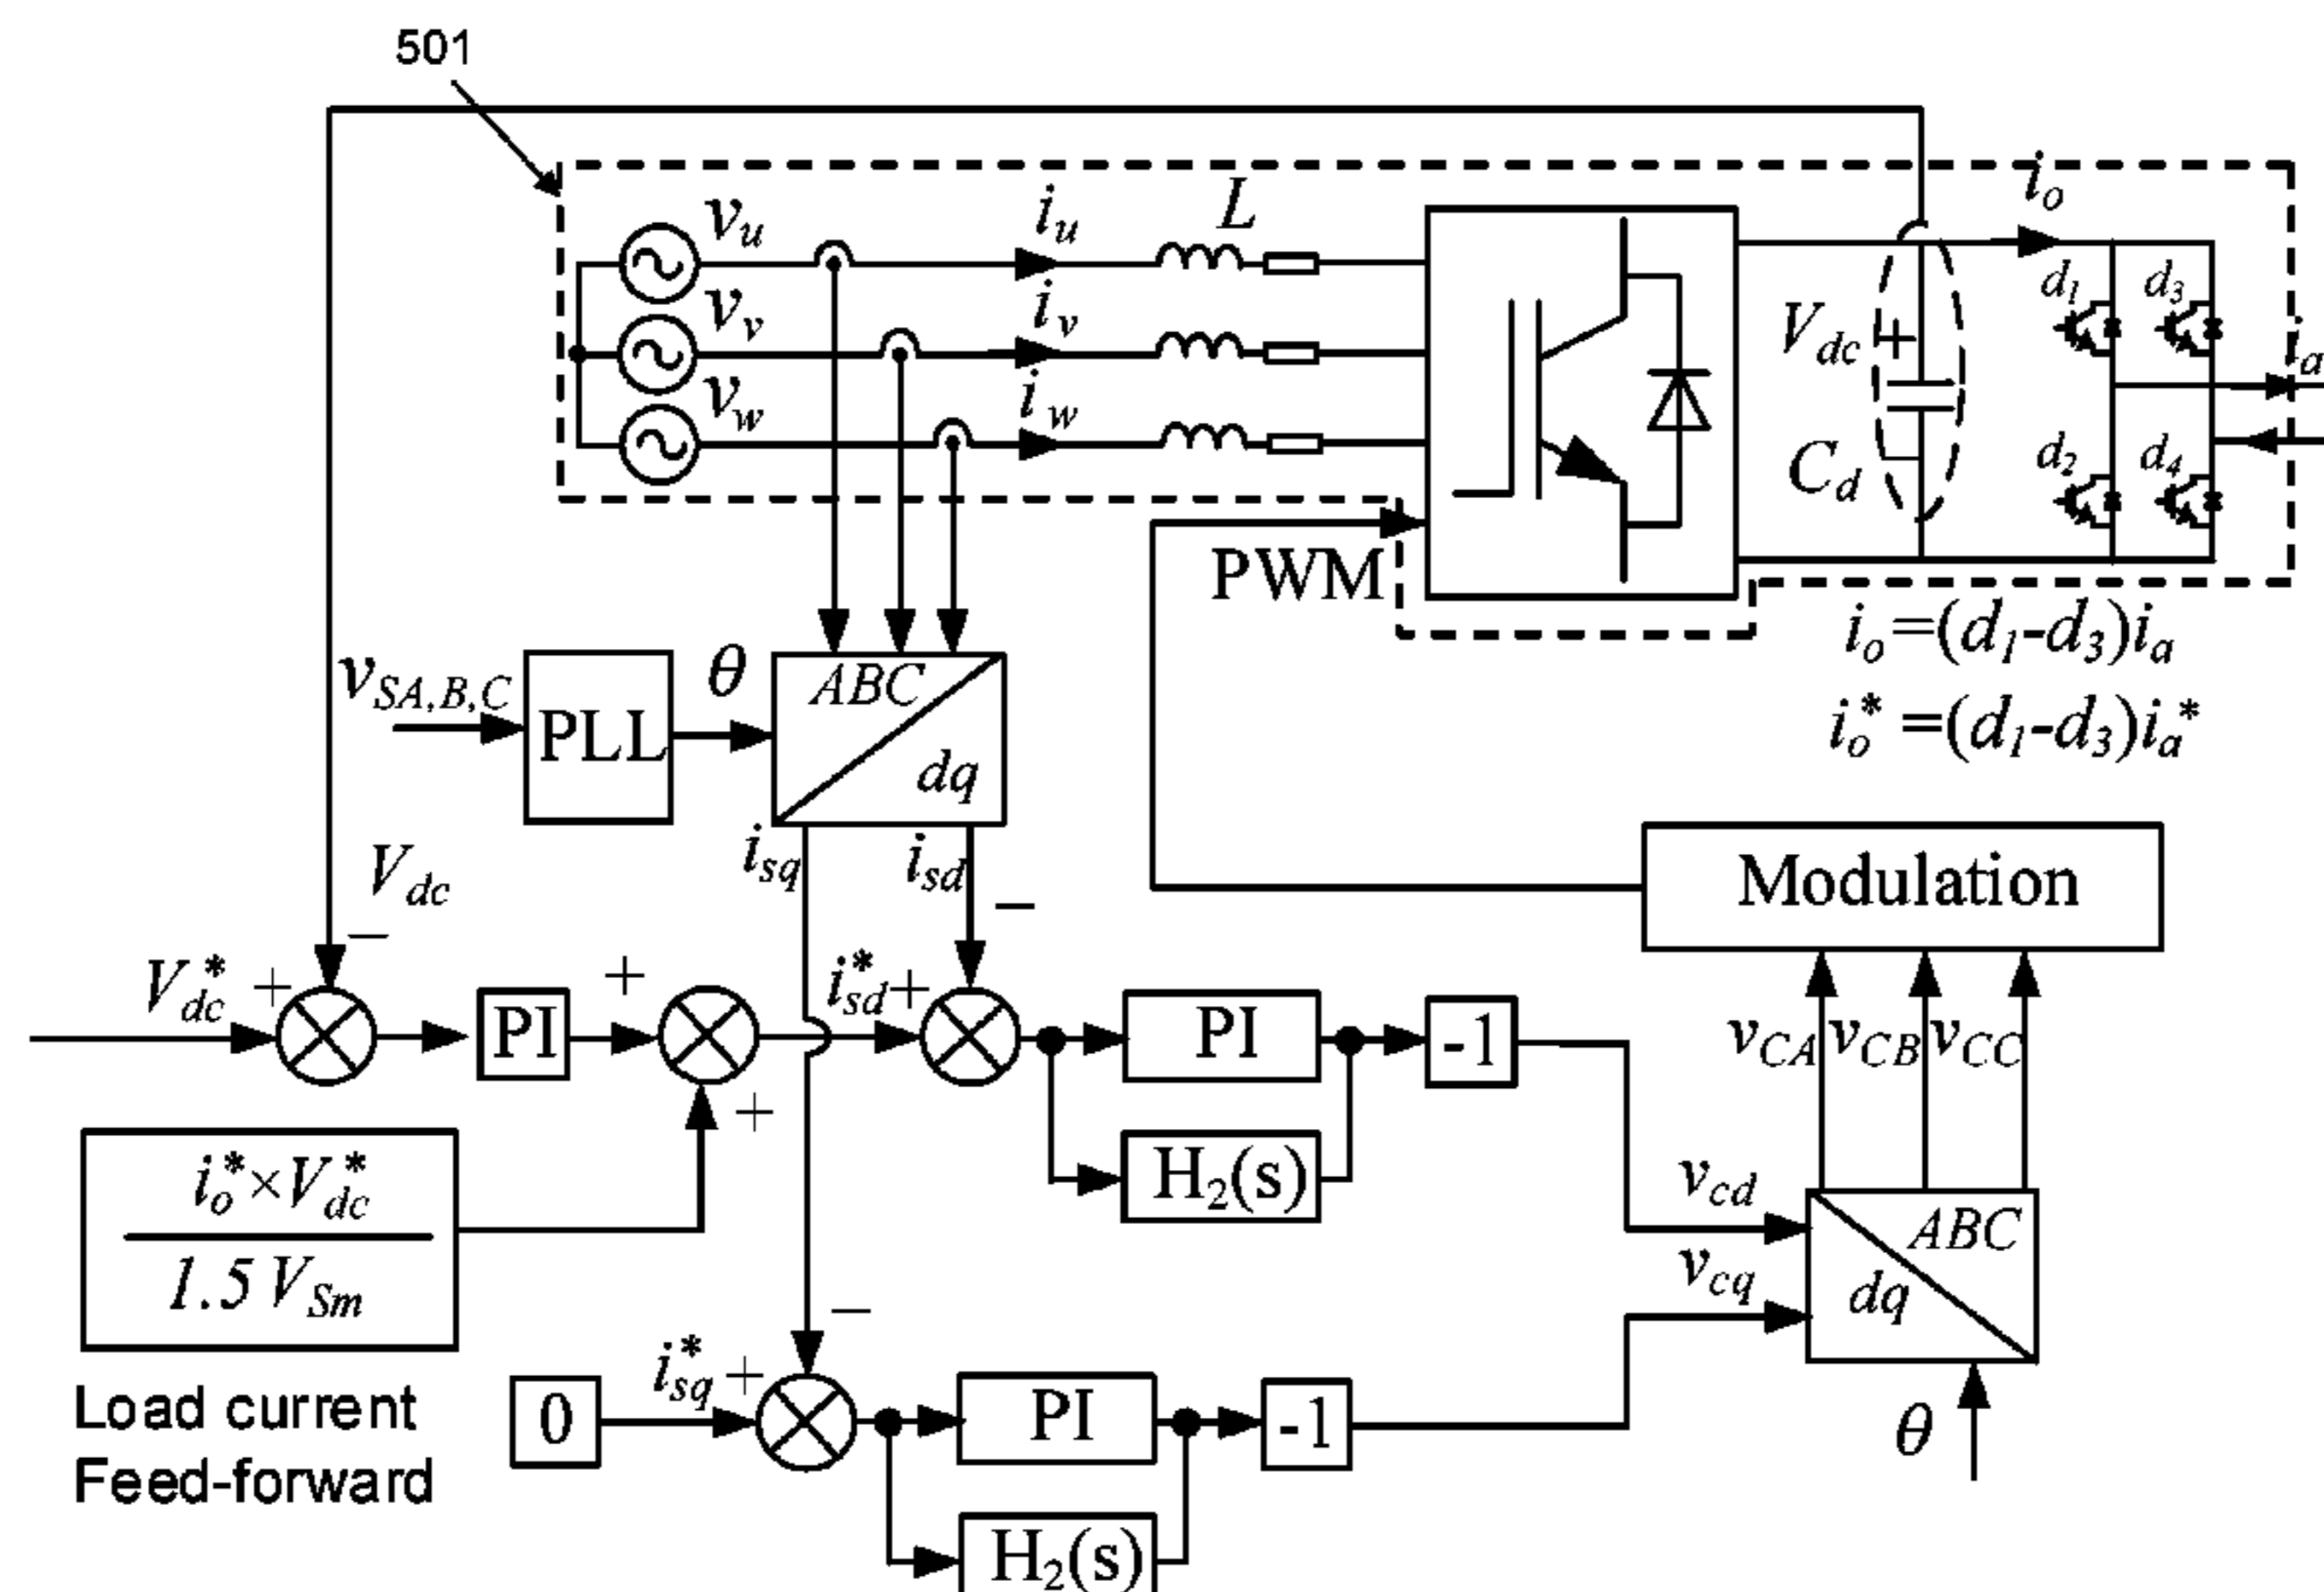 501
v_u
i_u
L
i_o
v_v
i_v
V_dc
+
d_1
d_3
i_a
v_w
i_w
C_d
d_2
d_4
PWM
i_o=(d_1-d_3)i_a
i_o^*=(d_1-d_3)i_a^*
v_SA,B,C
PLL
θ
ABC
dq
i_sq
i_sd
−
V_dc
−
Modulation
V_dc^*
+
PI
+
i_sd^*
+
PI
-1
v_CA
v_CB
v_CC
+
i_o^*×V_dc^*
1.5 V_Sm
H_2(s)
v_cd
ABC
v_cq
dq
−
Load current
Feed-forward
0
i_sq^*
+
PI
-1
θ
H_2(s)